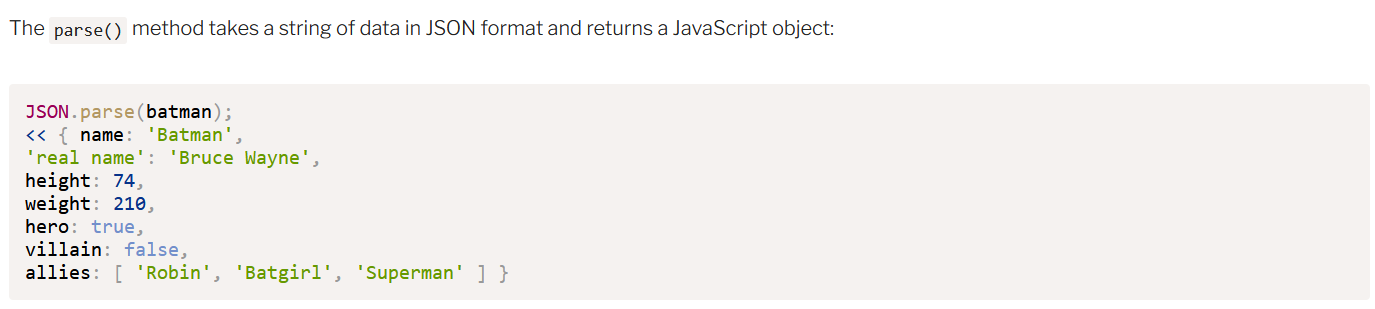 The parse() method takes a string of data in JSON format and returns a JavaScript object:
JSON.parse(batman);
<< { name: 'Batman',
'real name': 'Bruce Wayne',
height: 74,
weight: 210,
hero: true,
villain: false,
allies: [ 'Robin', 'Batgirl', 'Superman' ] }